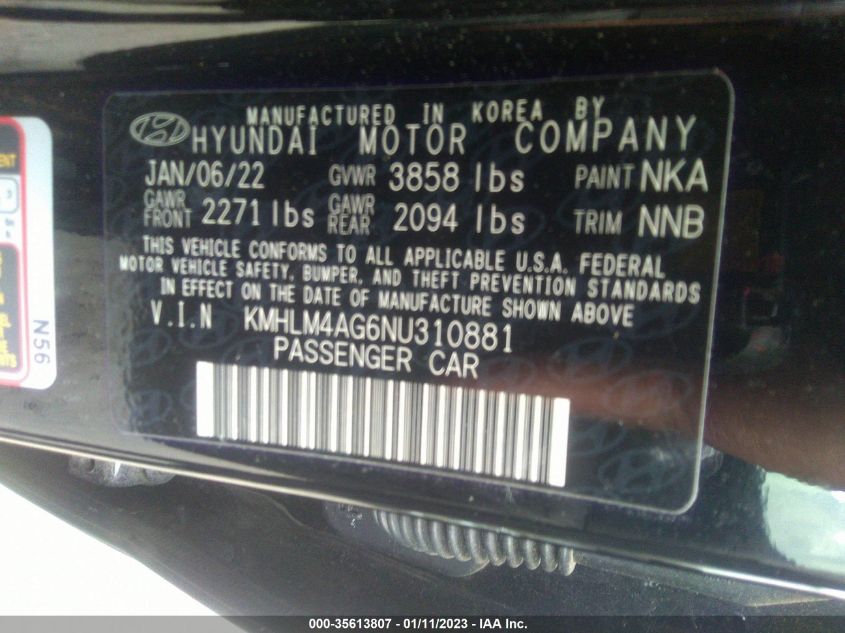 MANUFACTURED IN KOREA BY
HYUNDAI MOTOR COMPANY
JAN/06/22 GVWR 3858 lbs PAINT NKA
GAWR FRONT 2271 lbs GAWR REAR 2094 lbs TRIM NNB
THIS VEHICLE CONFORMS TO ALL APPLICABLE U.S.A. FEDERAL
MOTOR VEHICLE SAFETY, BUMPER, AND THEFT PREVENTION STANDARDS
IN EFFECT ON THE DATE OF MANUFACTURE SHOWN ABOVE
V.I.N KMHLM4AG6NU310881
PASSENGER CAR
N56
000-35613807 - 01/11/2023 - IAA Inc.